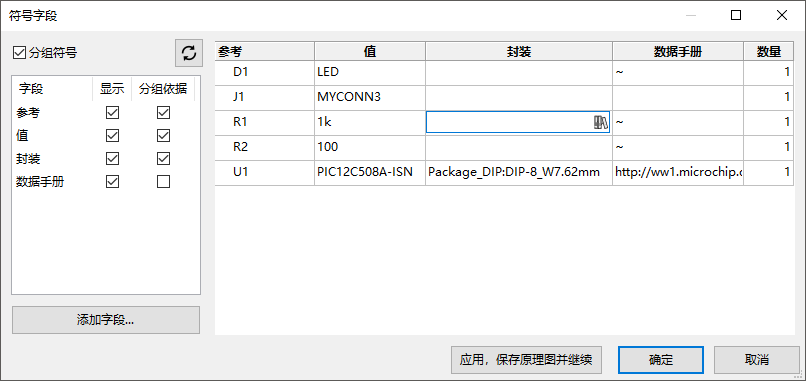 符号字段
分组符号
字段 显示 分组依据
参考
值
封装
数据手册
添加字段...
参考 值 封装 数据手册 数量
D1 LED ~ 1
J1 MYCONN3 1
R1 1k ~ 1
R2 100 ~ 1
U1 PIC12C508A-ISN Package_DIP:DIP-8_W7.62mm http://ww1.microchip.c 1
应用，保存原理图并继续 确定 取消